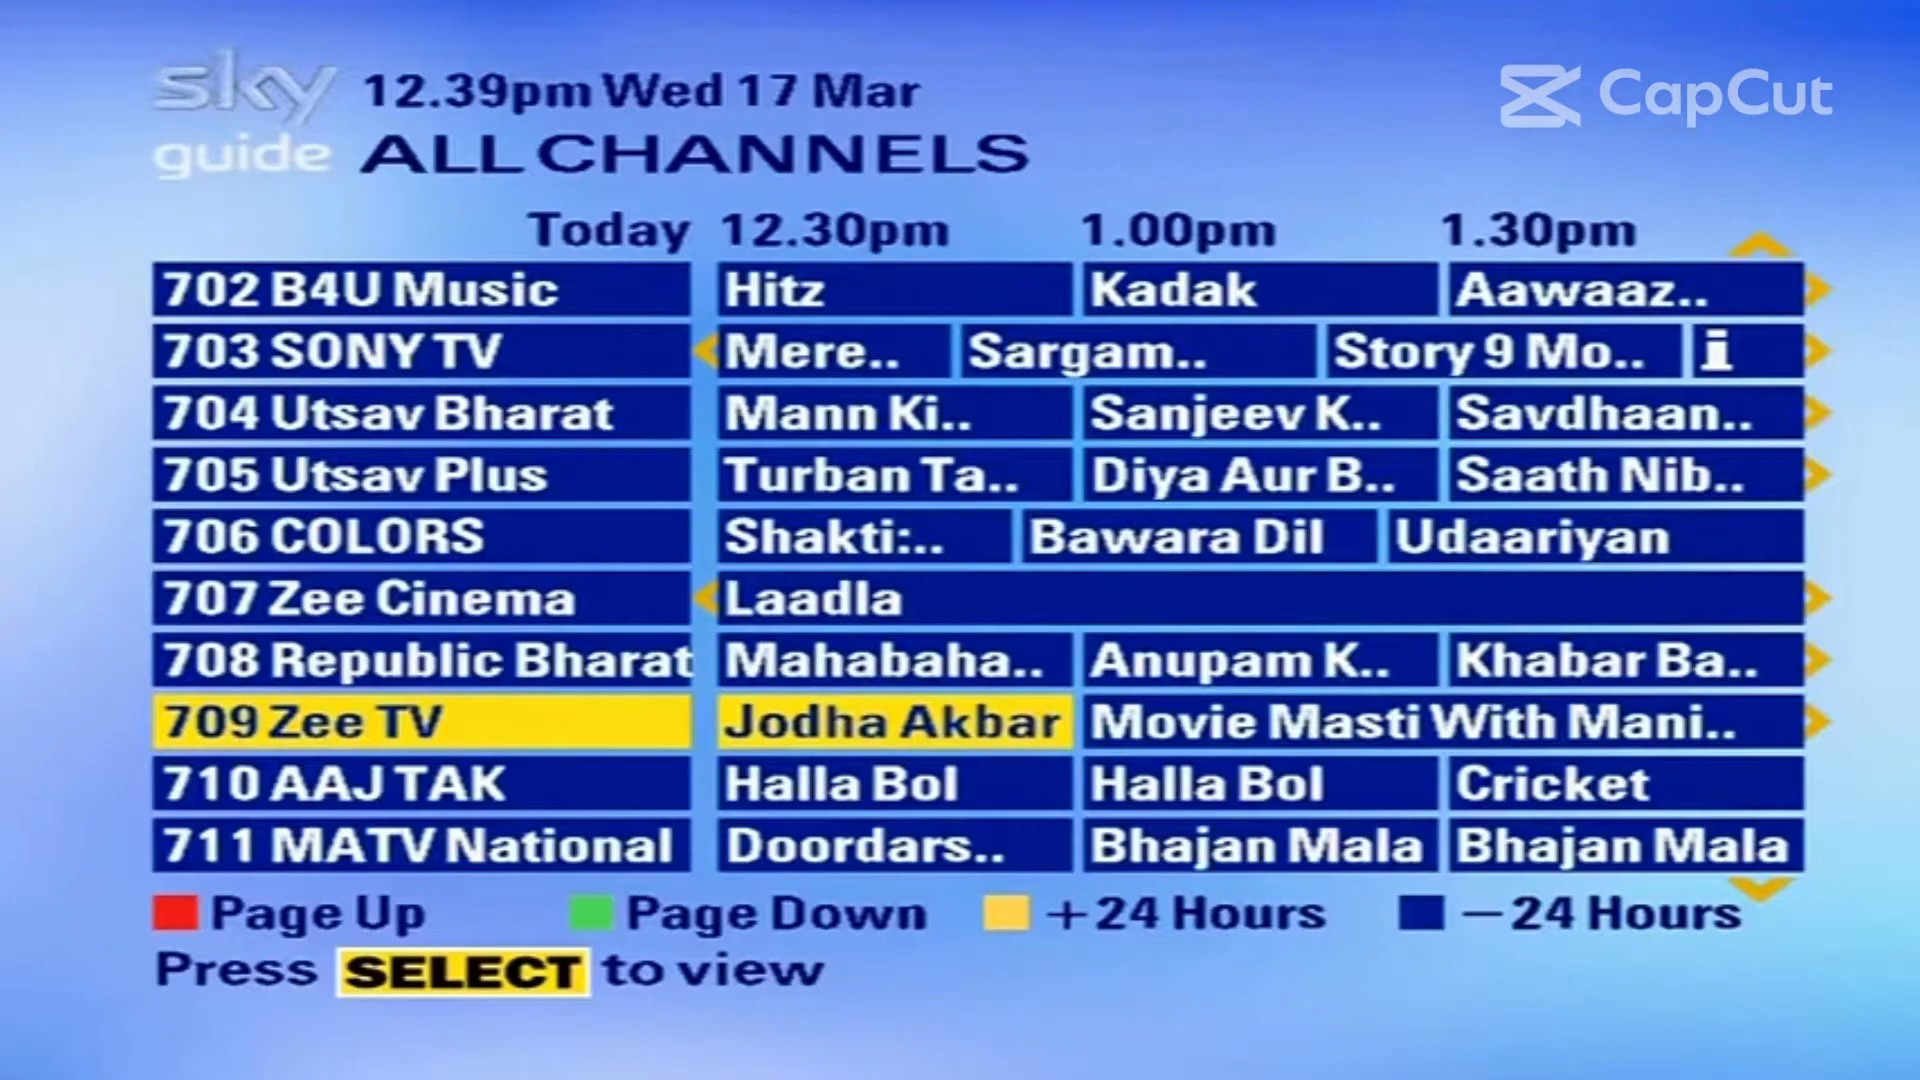 sky guide
12.39pm Wed 17 Mar
CapCut
ALL CHANNELS
Today 12.30pm 1.00pm 1.30pm
702 B4U Music Hitz Kadak Aawaaz..
703 SONY TV Mere.. Sargam.. Story 9 Mo.. i
704 Utsav Bharat Mann Ki.. Sanjeev K.. Savdhaan..
705 Utsav Plus Turban Ta.. Diya Aur B.. Saath Nib..
706 COLORS Shakti:.. Bawara Dil Udaariyan
707 Zee Cinema Laadla
708 Republic Bharat Mahabaha.. Anupam K.. Khabar Ba..
709 Zee TV Jodha Akbar Movie Masti With Mani..
710 AAJ TAK Halla Bol Halla Bol Cricket
711 MATV National Doordars.. Bhajan Mala Bhajan Mala
Page Up Page Down +24 Hours −24 Hours
Press SELECT to view